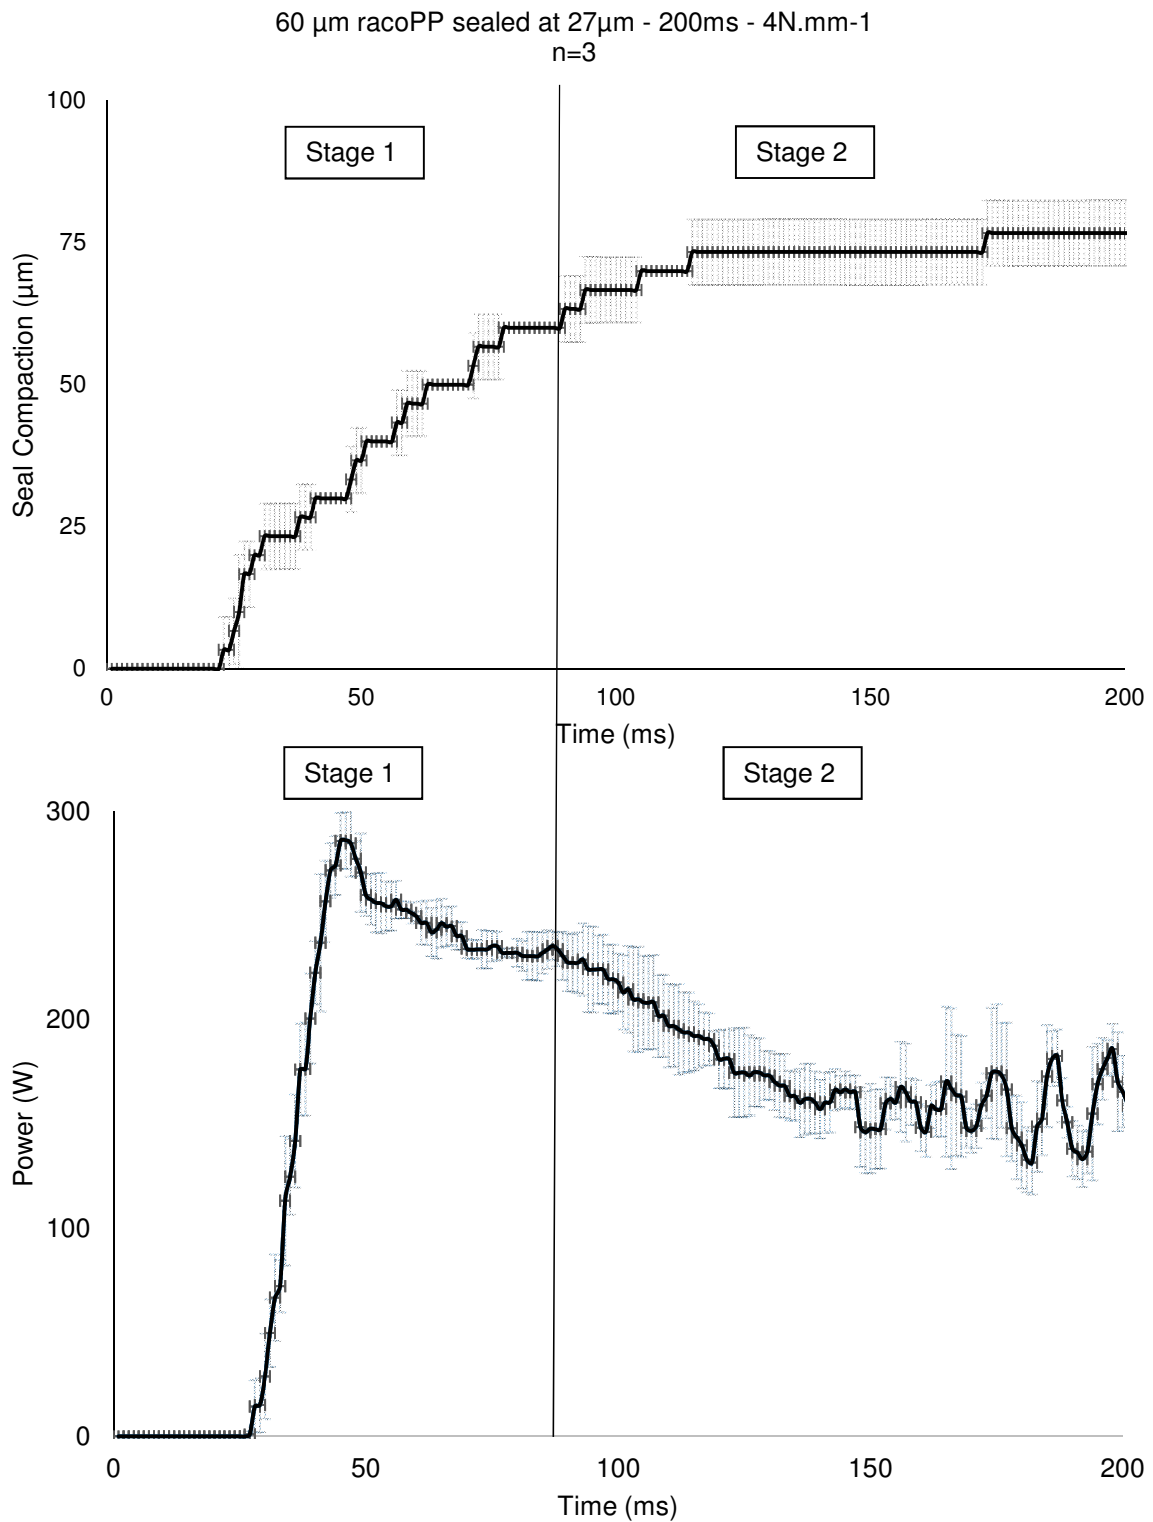 60 µm racoPP sealed at 27µm - 200ms - 4N.mm-1
n=3
100
Stage 1
Stage 2
75
Seal Compaction (µm)
50
25
0
0
50
100
150
200
Time (ms)
Stage 1
Stage 2
300
200
Power (W)
100
0
0
50
100
150
200
Time (ms)